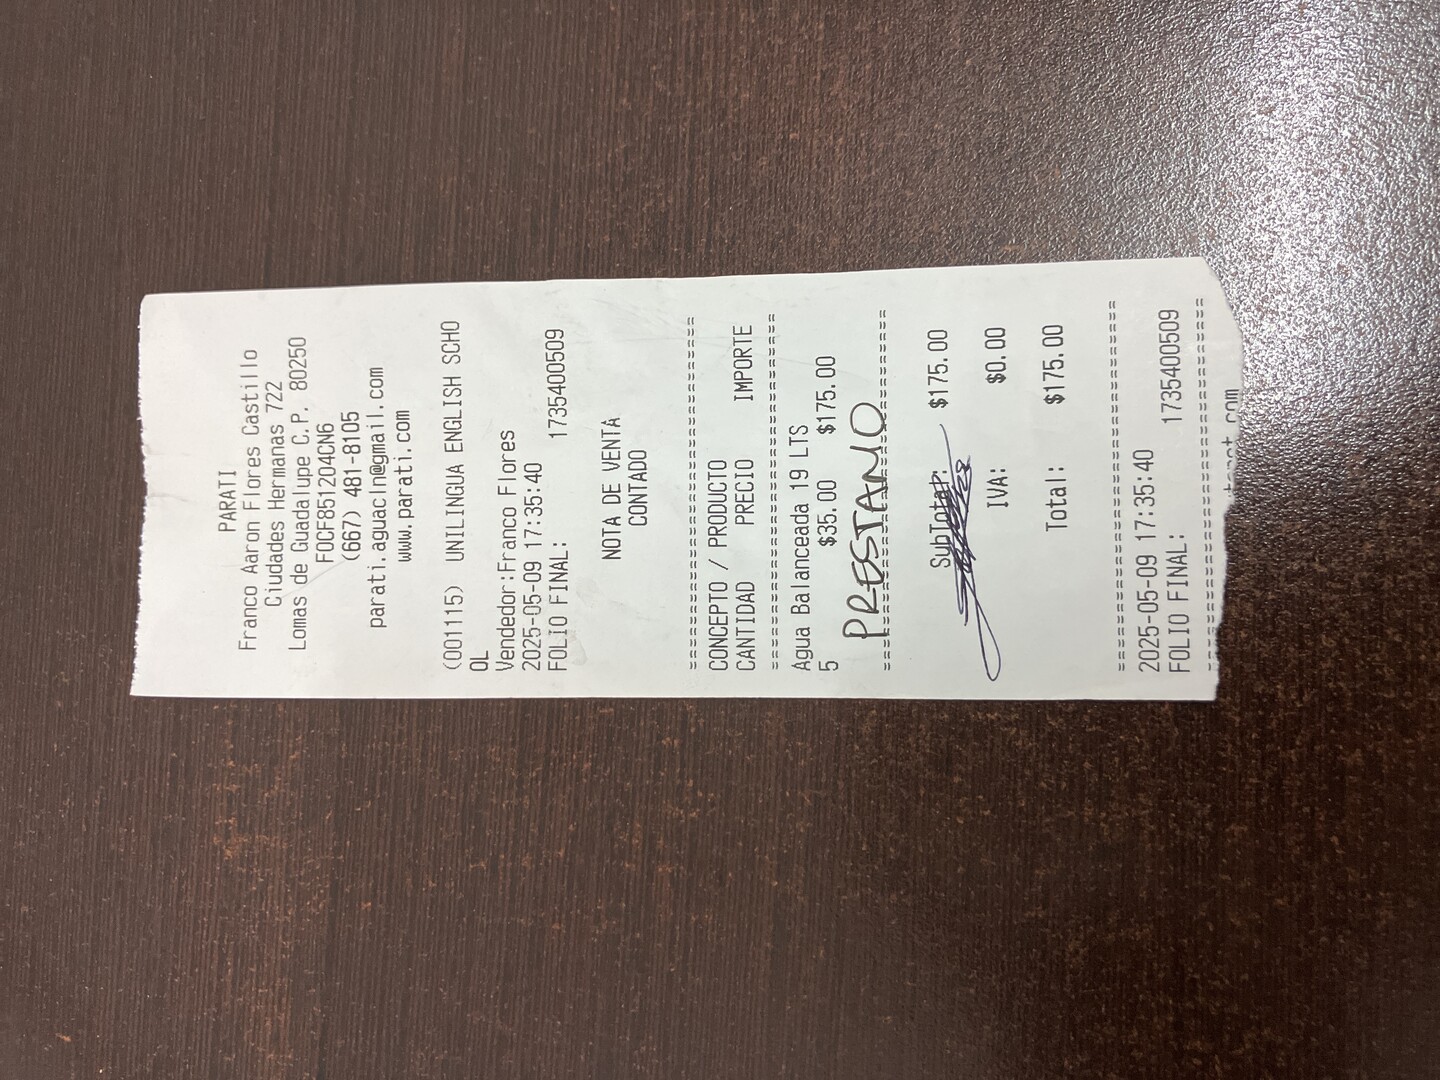 PARATI
Franco Aaron Flores Castillo
Ciudades Hermanas 722
Lomas de Guadalupe C.P. 80250
FOCF851204CN6
(667) 481-8105
parati.aguacln@gmail.com
www.parati.com
(001115) UNILINGUA ENGLISH SCHO
OL
Vendedor:Franco Flores
2025-05-09 17:35:40
FOLIO FINAL: 1735400509
NOTA DE VENTA
CONTADO
===============================
CONCEPTO / PRODUCTO
CANTIDAD PRECIO IMPORTE
===============================
Agua Balanceada 19 LTS
5 $35.00 $175.00
PRESTAMO
===============================
SubTotal: $175.00
IVA: $0.00
Total: $175.00
===============================
2025-05-09 17:35:40
FOLIO FINAL: 1735400509
===============================